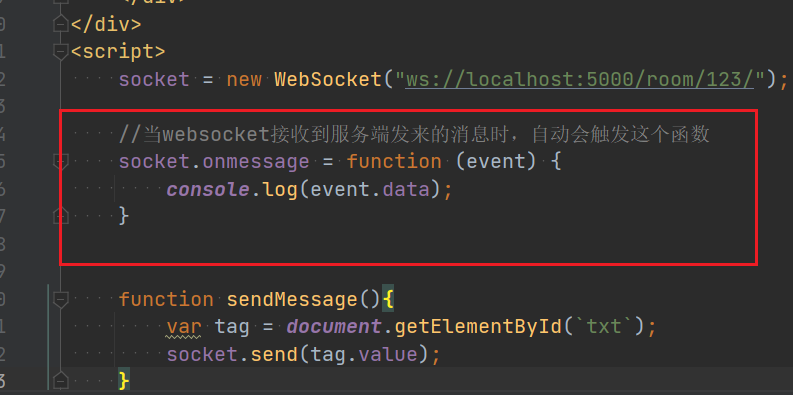 </div>
</div>
<script>
socket = new WebSocket("ws://localhost:5000/room/123/");
//当websocket接收到服务端发来的消息时，自动会触发这个函数
socket.onmessage = function (event) {
console.log(event.data);
}
function sendMessage(){
var tag = document.getElementById(`txt`);
socket.send(tag.value);
}